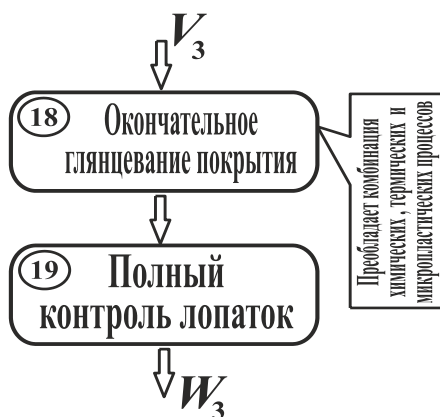 V3
18
Окончательное
глянцевание покрытия
Преобладает комбинация
химических, термических и
микропластических процессов
19
Полный
контроль лопаток
W3